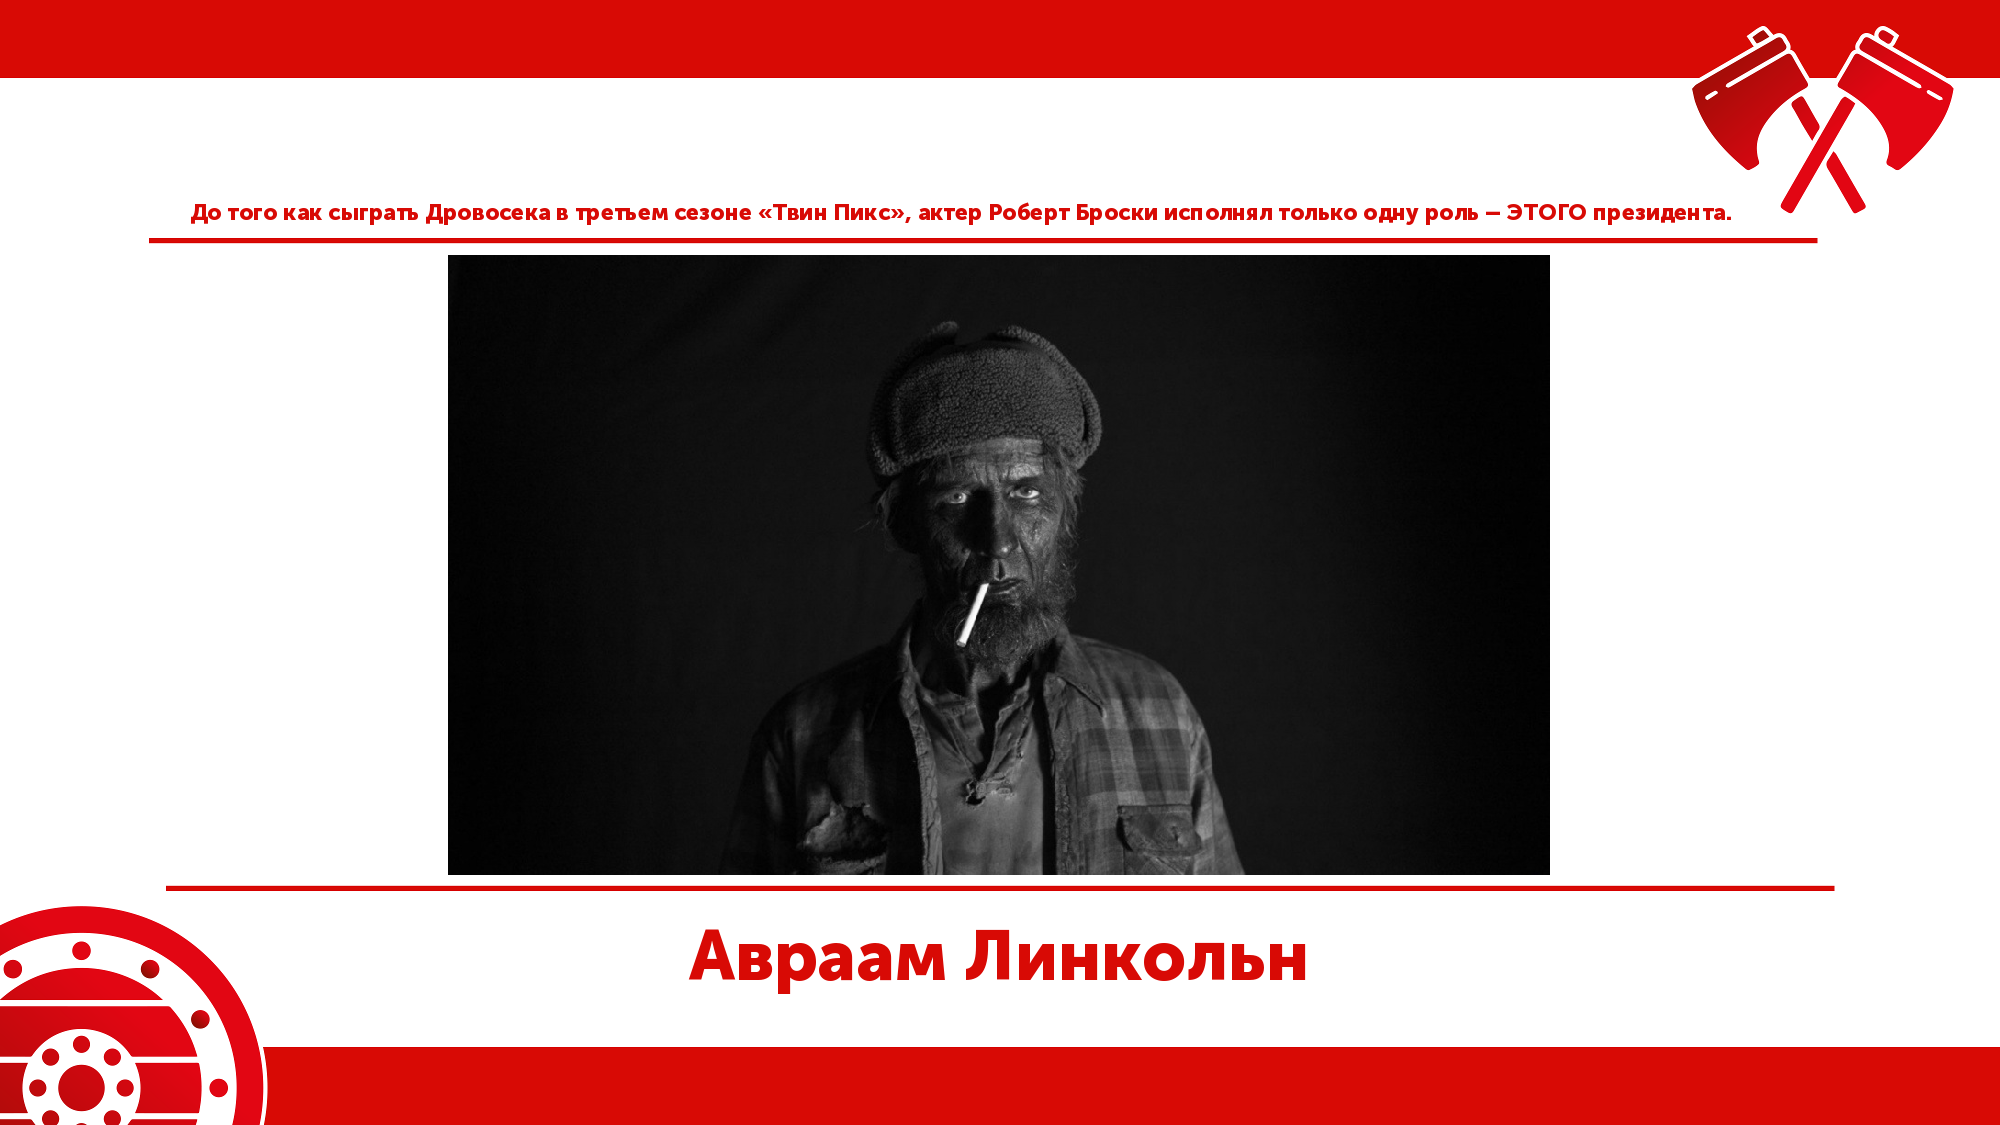 До того как сыграть Дровосека в третьем сезоне «Твин Пикс», актер Роберт Броски исполнял только одну роль – ЭТОГО президента.
Авраам Линкольн